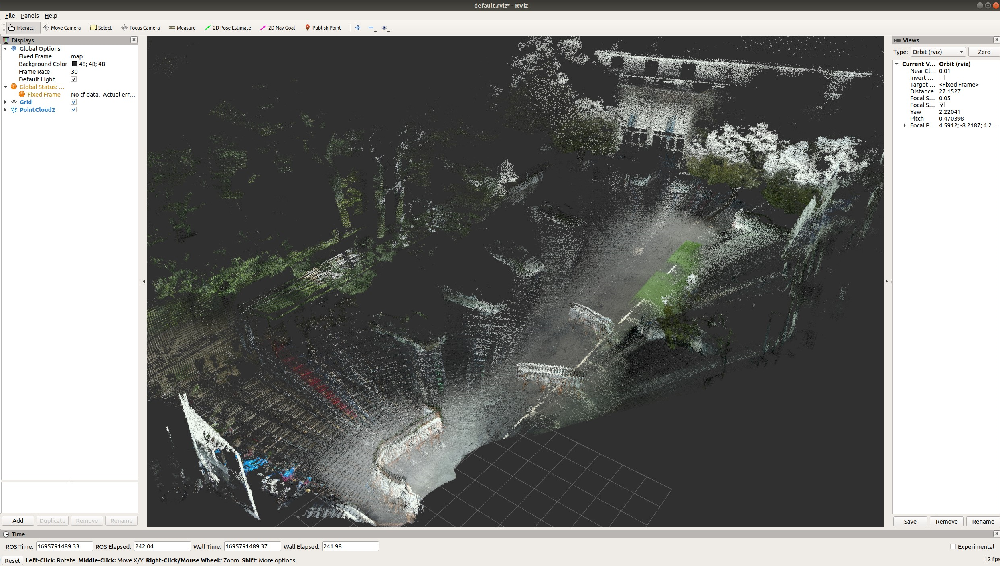 default.rviz* - RViz
File Panels Help
Interact Move Camera Select Focus Camera Measure 2D Pose Estimate 2D Nav Goal Publish Point
Displays
Global Options
Fixed Frame map
Background Color 48; 48; 48
Frame Rate 30
Default Light
Global Status: ...
Fixed Frame No tf data. Actual err...
Grid
PointCloud2
Add Duplicate Remove Rename
Views
Type: Orbit (rviz) Zero
Current V... Orbit (rviz)
Near Cl... 0.01
Invert ...
Target ... <Fixed Frame>
Distance 27.1527
Focal S... 0.05
Focal S...
Yaw 2.22041
Pitch 0.470398
Focal P... 4.5912; -8.2187; 4.2...
Save Remove Rename
Time
ROS Time: 1695791489.33 ROS Elapsed: 242.04 Wall Time: 1695791489.37 Wall Elapsed: 241.98 Experimental
Reset Left-Click: Rotate. Middle-Click: Move X/Y. Right-Click/Mouse Wheel:: Zoom. Shift: More options. 12 fps